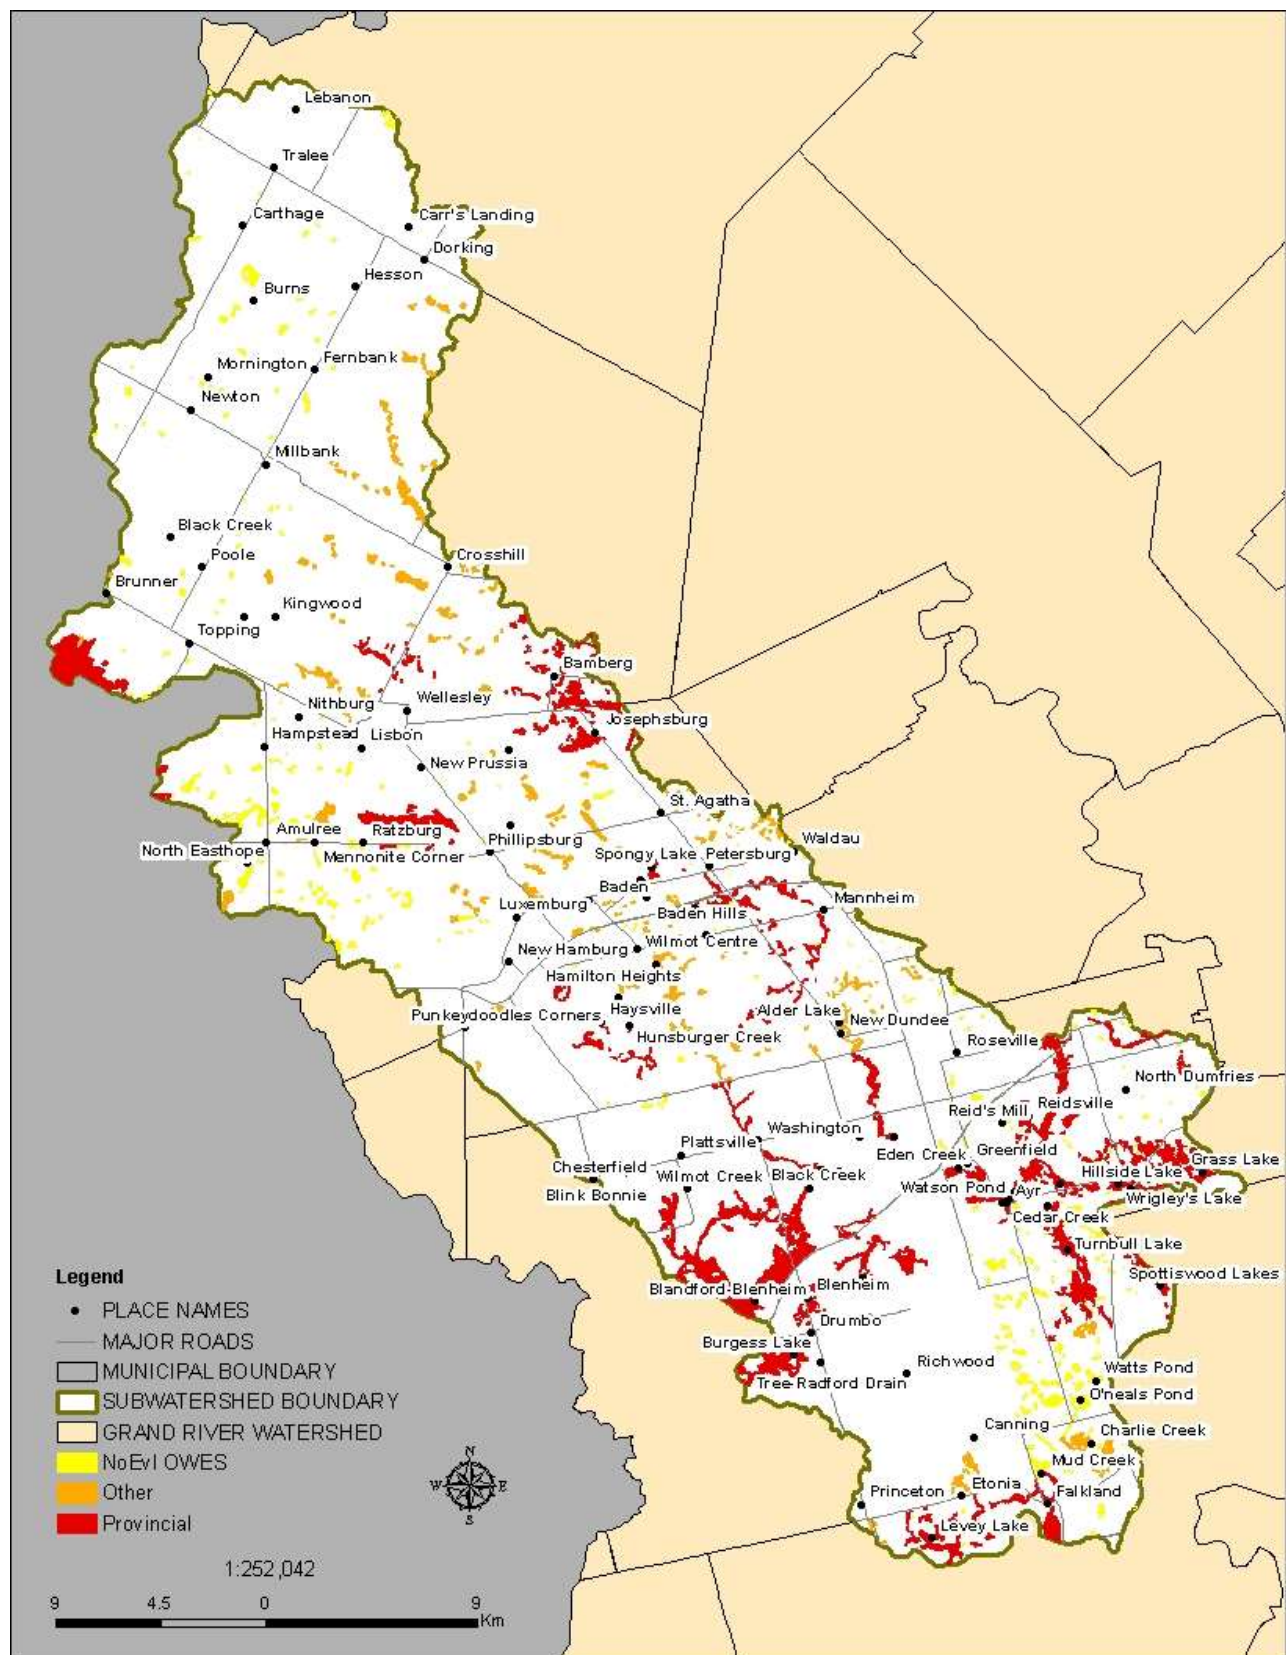 Lebanon
Tralee
Carthage
Carr's Landing
Dorking
Hesson
Burns
Fernbank
Mornington
Newton
Millbank
Black Creek
Poole
Crosshill
Brunner
Kingwood
Topping
Bamberg
Nithburg
Wellesley
Josephsburg
Hampstead
Lisbon
New Prussia
St. Agatha
Amulree
Ratzburg
Phillipsburg
Waldau
North Easthope
Mennonite Corner
Spongy Lake
Petersburg
Baden
Luxemburg
Baden Hills
Mannheim
New Hamburg
Wilmot Centre
Hamilton Heights
Punkeydoodles Corners
Haysville
Alder Lake
New Dundee
Hunsburger Creek
Roseville
North Dumfries
Reid's Mill
Reidsville
Washington
Plattsville
Eden Creek
Greenfield
Chesterfield
Wilmot Creek
Black Creek
Hillside Lake
Grass Lake
Blink Bonnie
Watson Pond
Ayr
Wrigley's Lake
Cedar Creek
Turnbull Lake
Spottiswood Lakes
Blandford-Blenheim
Blenheim
Drumbo
Burgess Lake
Richwood
Watts Pond
Tree-Radford Drain
O'neals Pond
Canning
Charlie Creek
Mud Creek
Princeton
Etonia
Falkland
Levey Lake
Legend
PLACE NAMES
MAJOR ROADS
MUNICIPAL BOUNDARY
SUBWATERSHED BOUNDARY
GRAND RIVER WATERSHED
NoEvl OWES
Other
Provincial
N
W E
S
1:252,042
9 4.5 0 9
Km